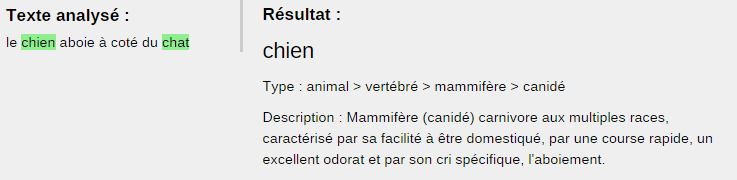 Texte analysé :
le chien aboie à coté du chat
Résultat :
chien
Type : animal > vertébré > mammifère > canidé
Description : Mammifère (canidé) carnivore aux multiples races,
caractérisé par sa facilité à être domestiqué, par une course rapide, un
excellent odorat et par son cri spécifique, l'aboiement.